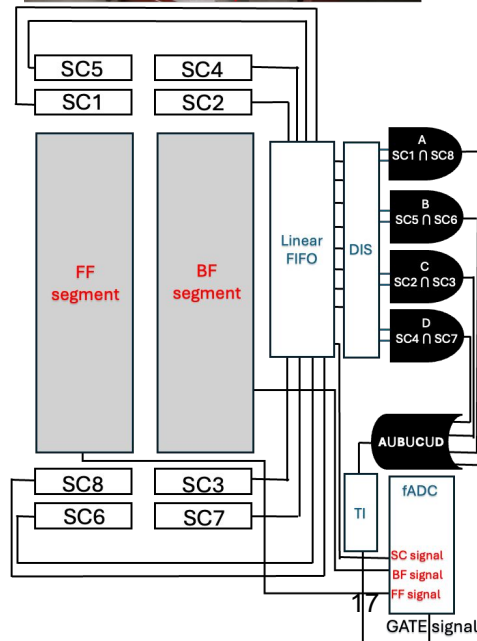 SC5
SC4
SC1
SC2
A
SC1 ∩ SC8
B
SC5 ∩ SC6
Linear
FIFO
DIS
FF
segment
BF
segment
C
SC2 ∩ SC3
D
SC4 ∩ SC7
AUBUCUD
SC8
SC3
SC6
SC7
TI
fADC
SC signal
BF signal
FF signal
17
GATE signal